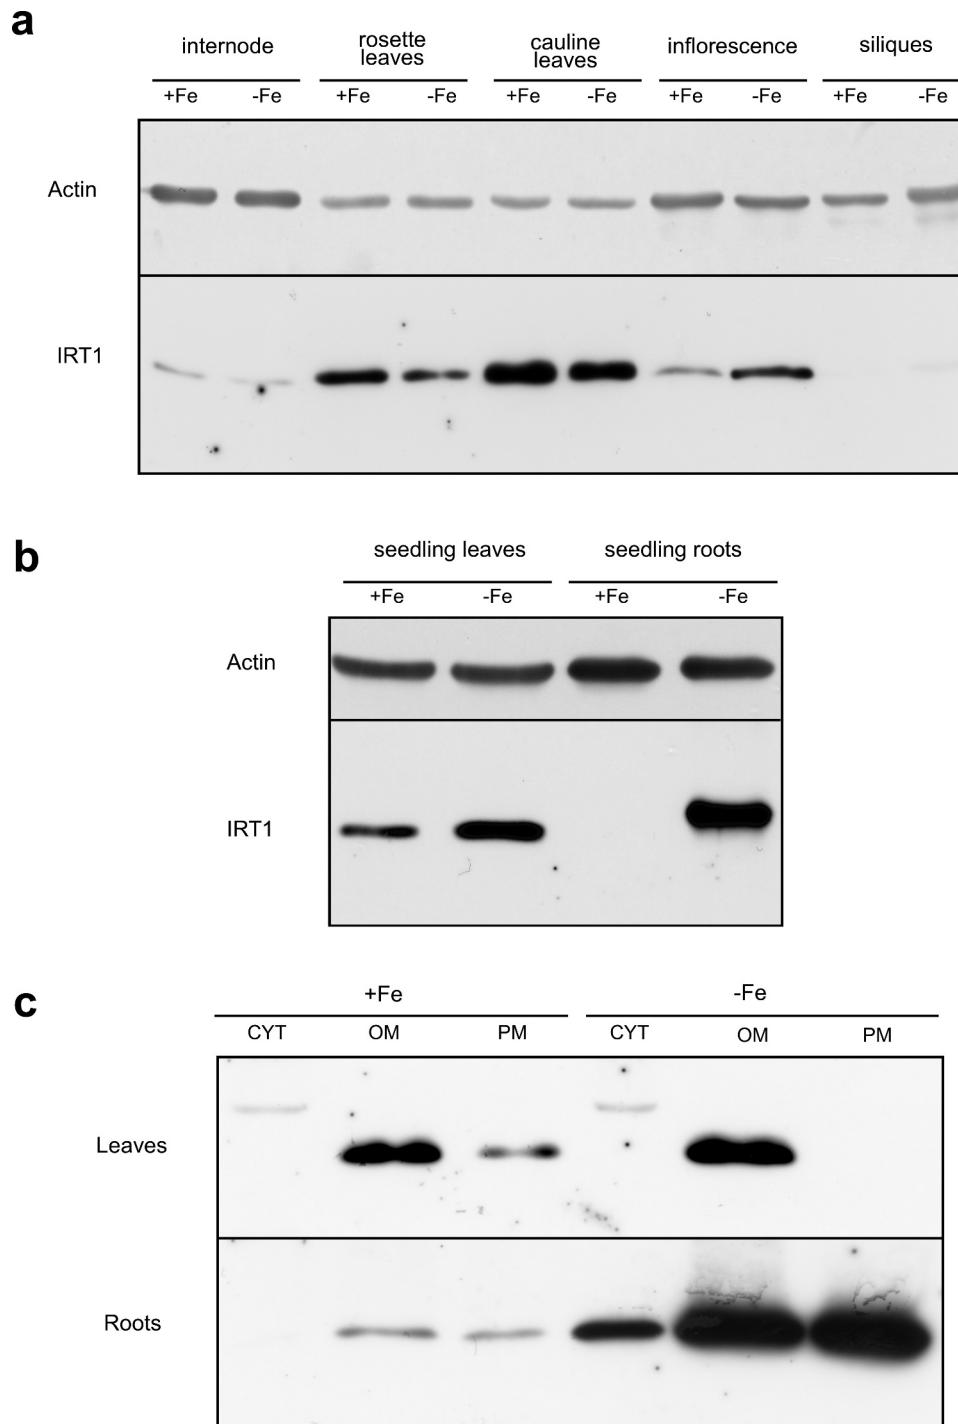 a
internode
rosette
leaves
cauline
leaves
inflorescence
siliques
+Fe -Fe +Fe -Fe +Fe -Fe +Fe -Fe +Fe -Fe
Actin
IRT1
b
seedling leaves seedling roots
+Fe -Fe +Fe -Fe
Actin
IRT1
c
+Fe -Fe
CYT OM PM CYT OM PM
Leaves
Roots